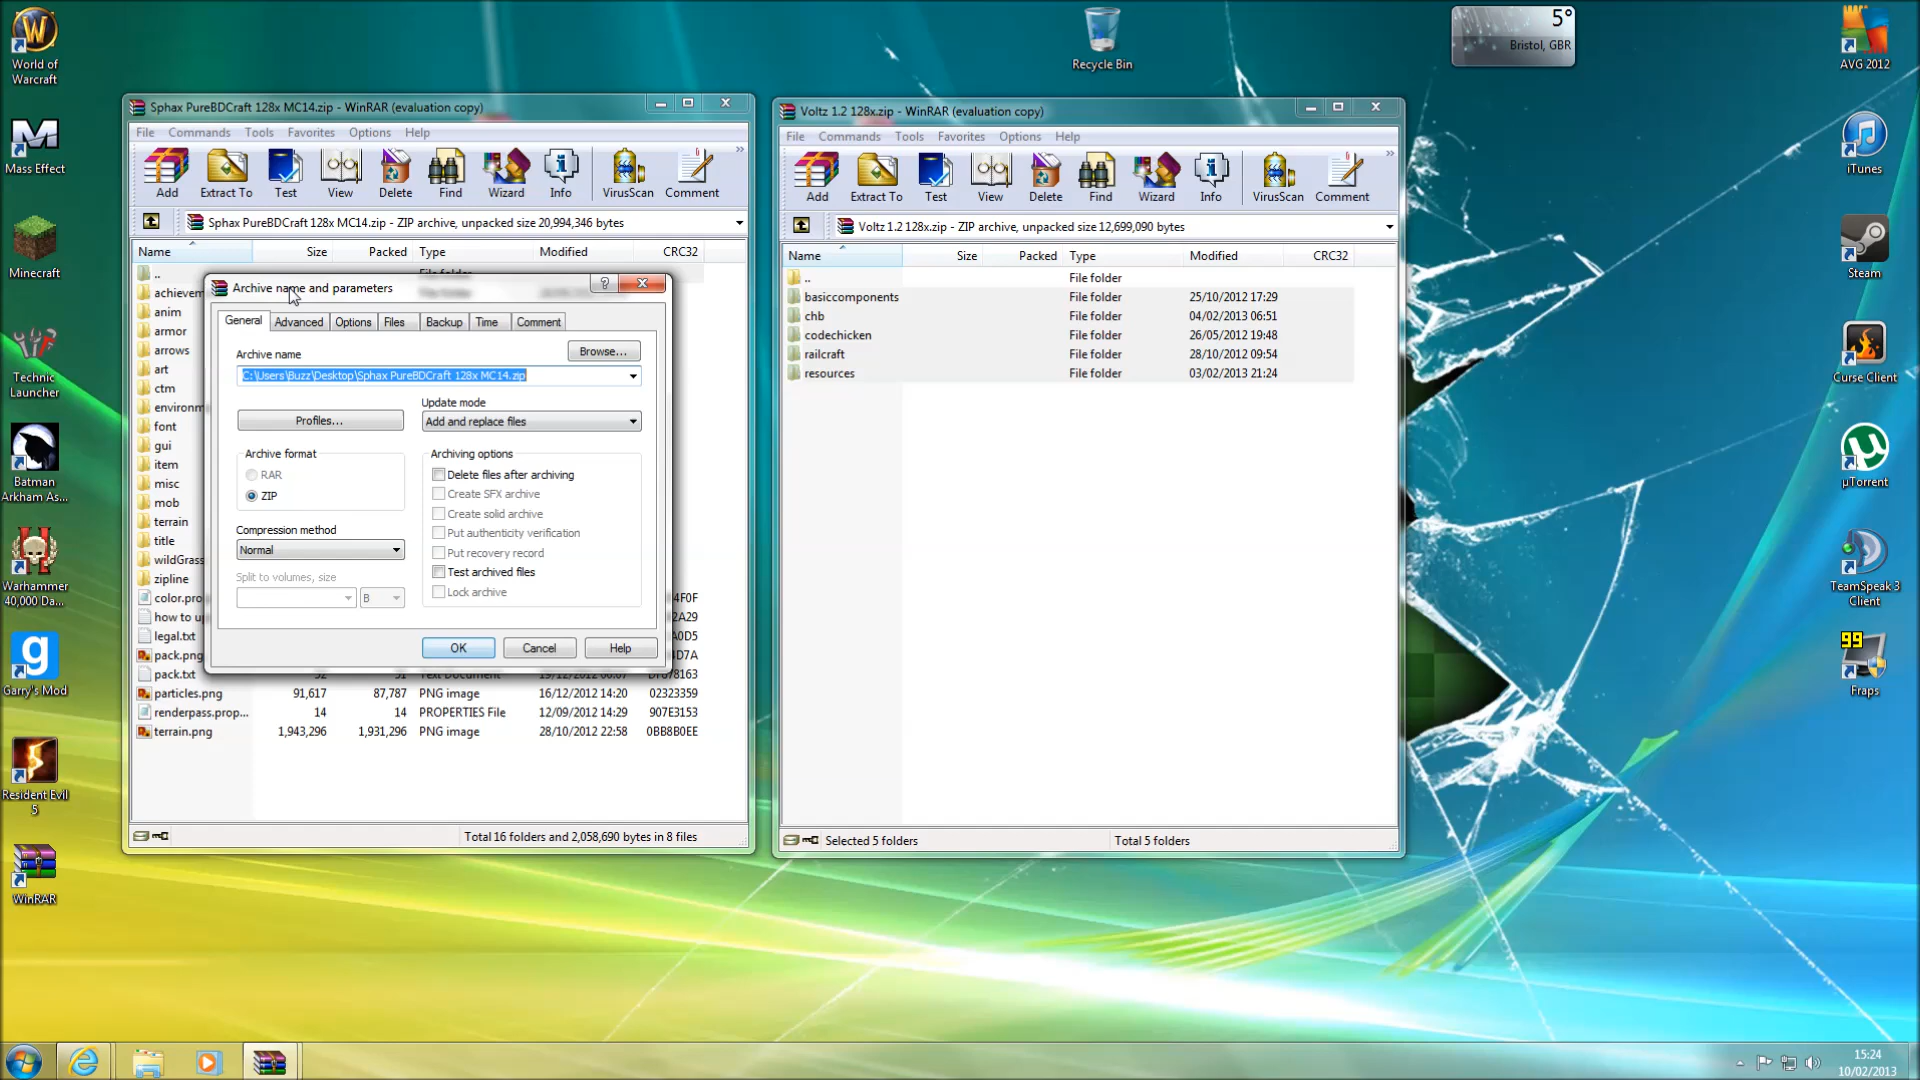 World of
Warcraft
Mass Effect
Minecraft
Technic
Launcher
Batman
Arkham As...
Warhammer
40,000 Da...
Garry's Mod
Resident Evil
5
WinRAR
Recycle Bin
5°
Bristol, GBR
AVG 2012
iTunes
Steam
Curse Client
µTorrent
TeamSpeak 3
Client
99
Fraps
Sphax PureBDCraft 128x MC14.zip - WinRAR (evaluation copy)
File Commands Tools Favorites Options Help
Add Extract To Test View Delete Find Wizard Info VirusScan Comment
Sphax PureBDCraft 128x MC14.zip - ZIP archive, unpacked size 20,994,346 bytes
Name Size Packed Type Modified CRC32
..
anim
armor
arrows
art
ctm
font
gui
item
misc
mob
terrain
title
zipline
legal.txt
pack.png
pack.txt
particles.png 91,617 87,787 PNG image 16/12/2012 14:20 02323359
renderpass.prop... 14 14 PROPERTIES File 12/09/2012 14:29 907E3153
terrain.png 1,943,296 1,931,296 PNG image 28/10/2012 22:58 0BB8B0EE
Total 16 folders and 2,058,690 bytes in 8 files
Archive name and parameters
General Advanced Options Files Backup Time Comment
Archive name
Browse...
C:\Users\Buzz\Desktop\Sphax PureBDCraft 128x MC14.zip
Update mode
Profiles...
Add and replace files
Archive format
RAR
ZIP
Compression method
Normal
Split to volumes, size
B
Archiving options
Delete files after archiving
Create SFX archive
Create solid archive
Put authenticity verification
Put recovery record
Test archived files
Lock archive
OK Cancel Help
Voltz 1.2 128x.zip - WinRAR (evaluation copy)
File Commands Tools Favorites Options Help
Add Extract To Test View Delete Find Wizard Info VirusScan Comment
Voltz 1.2 128x.zip - ZIP archive, unpacked size 12,699,090 bytes
Name Size Packed Type Modified CRC32
.. File folder
basiccomponents File folder 25/10/2012 17:29
chb File folder 04/02/2013 06:51
codechicken File folder 26/05/2012 19:48
railcraft File folder 28/10/2012 09:54
resources File folder 03/02/2013 21:24
Selected 5 folders Total 5 folders
15:24
10/02/2013